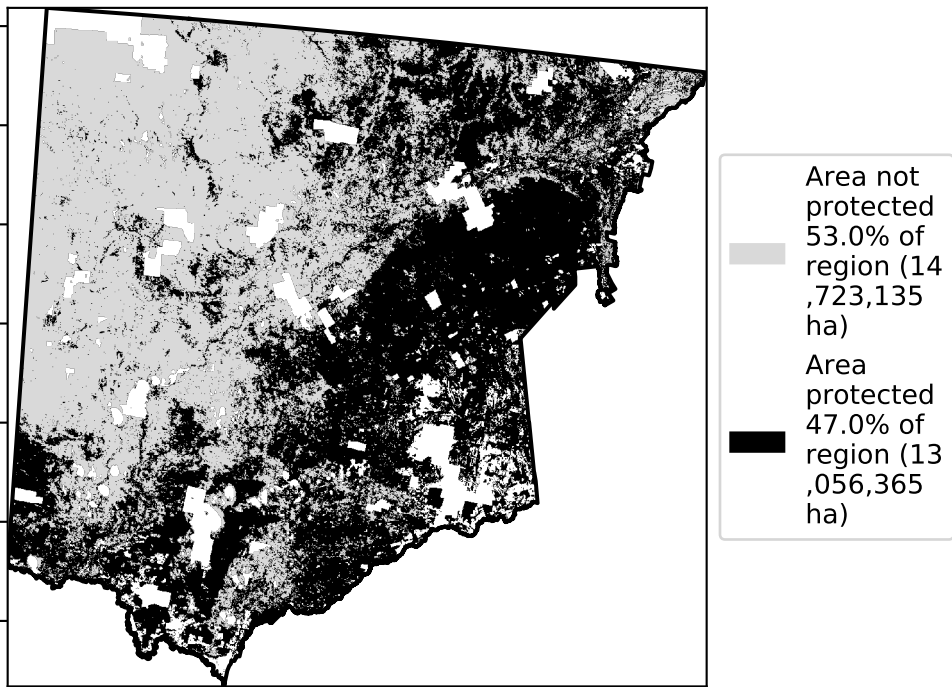 Area not
protected
53.0% of
region (14
,723,135
ha)
Area
protected
47.0% of
region (13
,056,365
ha)